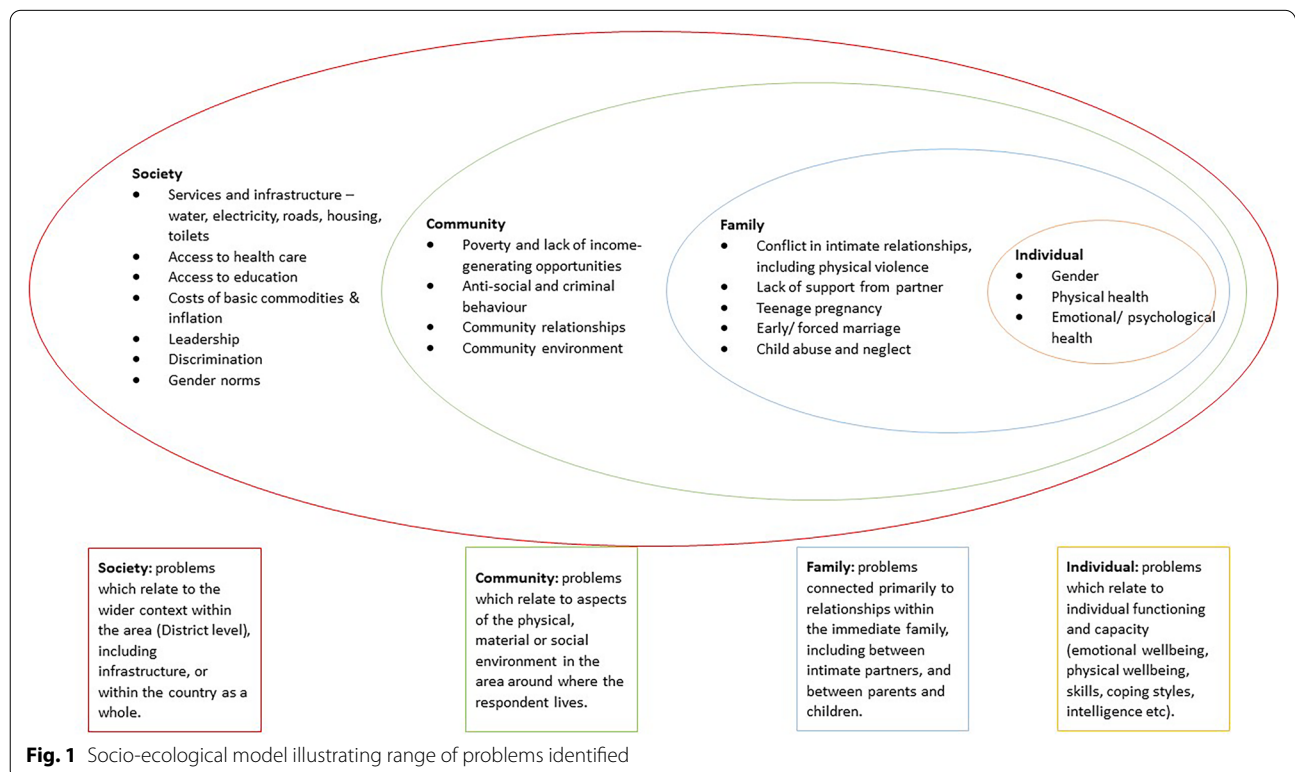 Society
● Services and infrastructure –
water, electricity, roads, housing,
toilets
● Access to health care
● Access to education
● Costs of basic commodities &
inflation
● Leadership
● Discrimination
● Gender norms
Community
● Poverty and lack of income-
generating opportunities
● Anti-social and criminal
behaviour
● Community relationships
● Community environment
Family
● Conflict in intimate relationships,
including physical violence
● Lack of support from partner
● Teenage pregnancy
● Early/ forced marriage
● Child abuse and neglect
Individual
● Gender
● Physical health
● Emotional/ psychological
health
Society: problems
which relate to the
wider context within
the area (District level),
including
infrastructure, or
within the country as a
whole.
Community: problems
which relate to aspects
of the physical,
material or social
environment in the
area around where the
respondent lives.
Family: problems
connected primarily to
relationships within
the immediate family,
including between
intimate partners, and
between parents and
children.
Individual: problems
which relate to
individual functioning
and capacity
(emotional wellbeing,
physical wellbeing,
skills, coping styles,
intelligence etc).
Fig. 1 Socio-ecological model illustrating range of problems identified